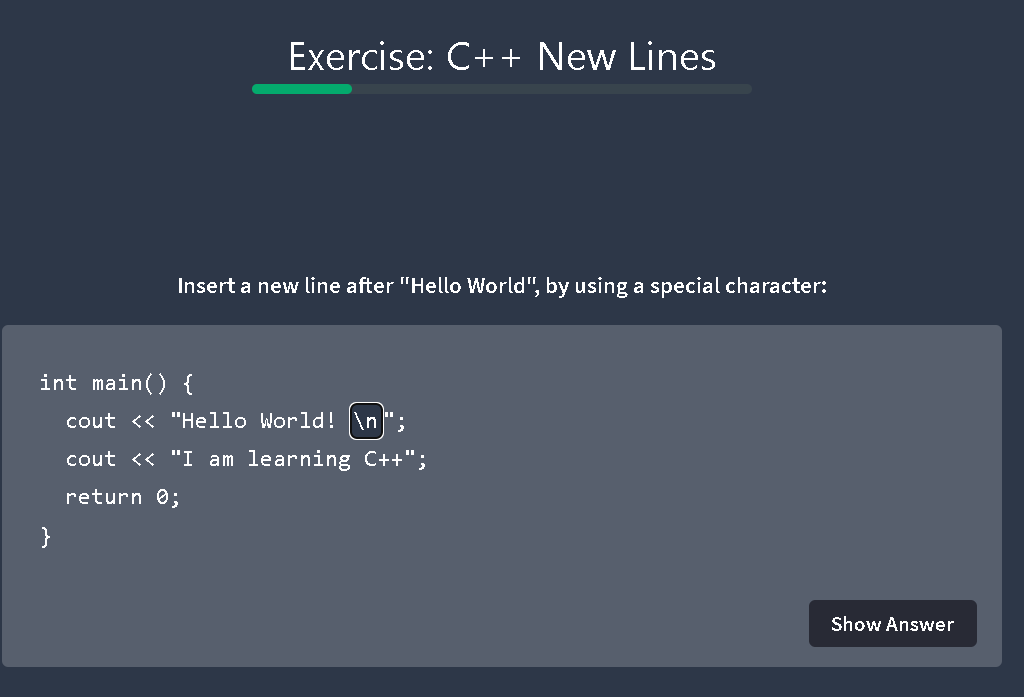 Exercise: C++ New Lines
Insert a new line after "Hello World", by using a special character:
int main() {
  cout << "Hello World! \n";
  cout << "I am learning C++";
  return 0;
}
Show Answer